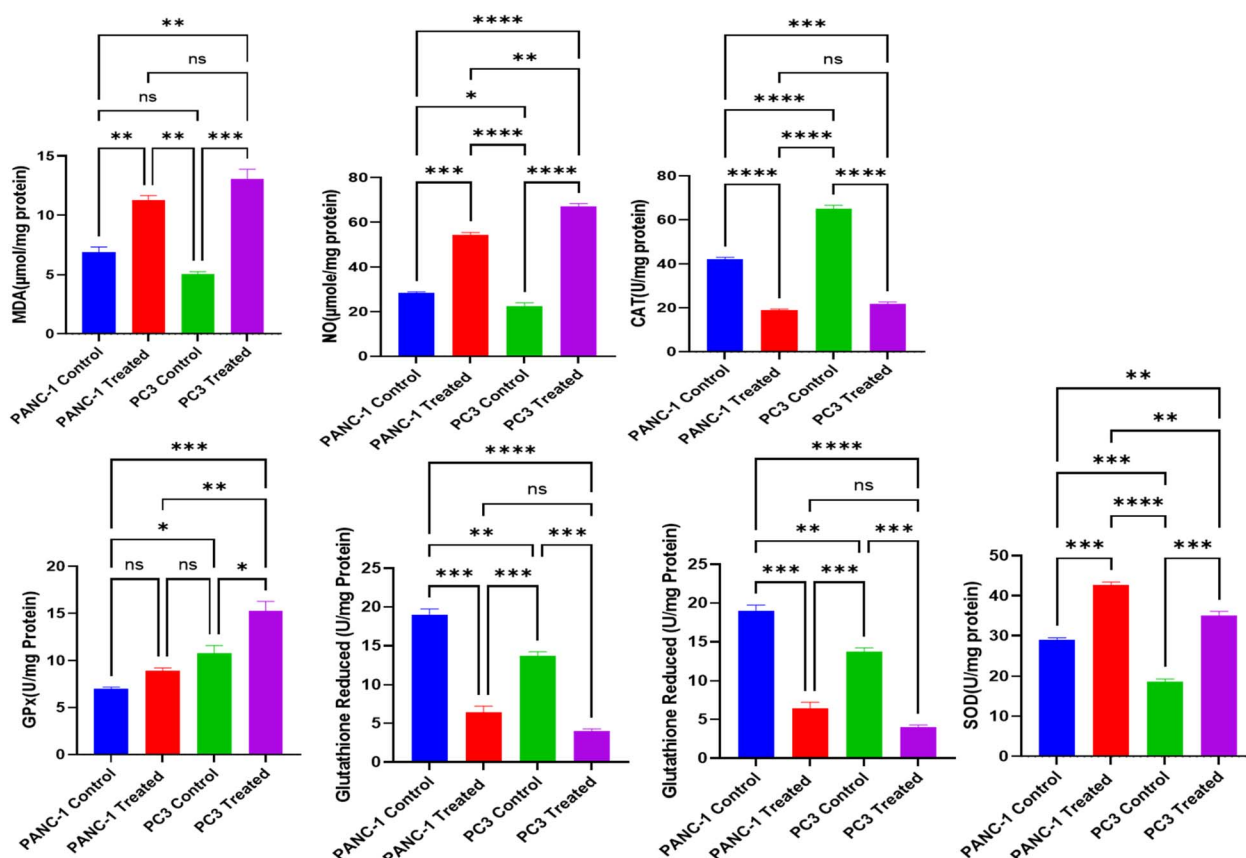 **
ns
ns
** ** ***
MDA(µmol/mg protein)
15
10
5
0
PANC-1 Control
PANC-1 Treated
PC3 Control
PC3 Treated
****
**
*
****
*** ****
NO(µmole/mg protein)
80
60
40
20
0
PANC-1 Control
PANC-1 Treated
PC3 Control
PC3 Treated
***
ns
****
****
**** ****
CAT(U/mg protein)
80
60
40
20
0
PANC-1 Control
PANC-1 Treated
PC3 Control
PC3 Treated
***
**
*
ns ns *
GPx(U/mg Protein)
20
15
10
5
0
PANC-1 Control
PANC-1 Treated
PC3 Control
PC3 Treated
****
ns
** ***
*** ***
Glutathione Reduced (U/mg Protein)
25
20
15
10
5
0
PANC-1 Control
PANC-1 Treated
PC3 Control
PC3 Treated
****
ns
** ***
*** ***
Glutathione Reduced (U/mg Protein)
25
20
15
10
5
0
PANC-1 Control
PANC-1 Treated
PC3 Control
PC3 Treated
**
**
***
****
*** ***
SOD(U/mg protein)
50
40
30
20
10
0
PANC-1 Control
PANC-1 Treated
PC3 Control
PC3 Treated